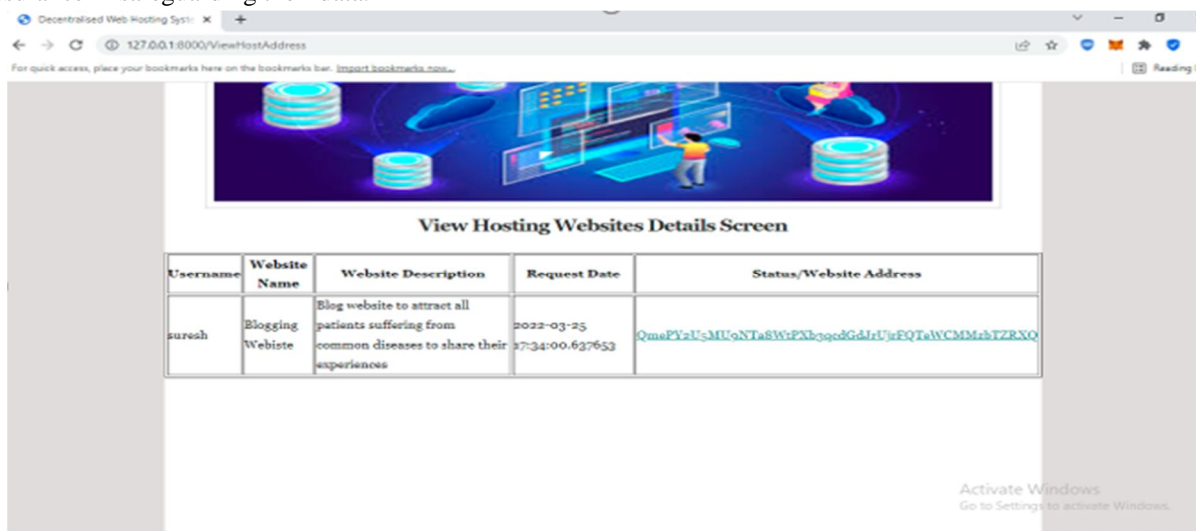 Decentralised Web Hosting Syst
127.0.0.1:8000/ViewHostAddress
For quick access, place your bookmarks here on the bookmarks bar. Import bookmarks now...
Reading
View Hosting Websites Details Screen
Username
Website
Name
Website Description
Request Date
Status/Website Address
suresh
Blogging
Webiste
Blog website to attract all
patients suffering from
common diseases to share their
experiences
2022-03-25
17:34:00.637653
Activate Windows
Go to Settings to activate Windows.